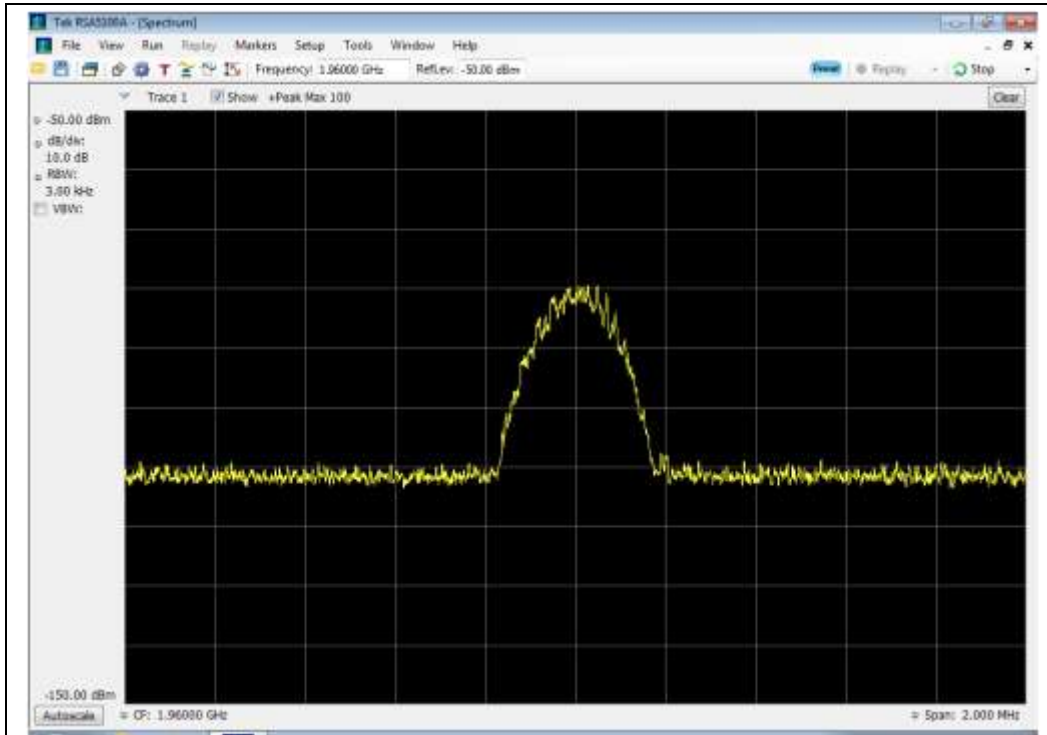 Tek RSA5100A - [Spectrum]
File View Run Replay Markers Setup Tools Window Help
Frequency: 1.96000 GHz RefLev: -50.00 dBm Preset Replay Stop
Trace 1 Show +Peak Max 100 Clear
-50.00 dBm
dB/div:
10.0 dB
RBW:
3.00 kHz
VBW:
-150.00 dBm
Autoscale CF: 1.96000 GHz Span: 2.000 MHz